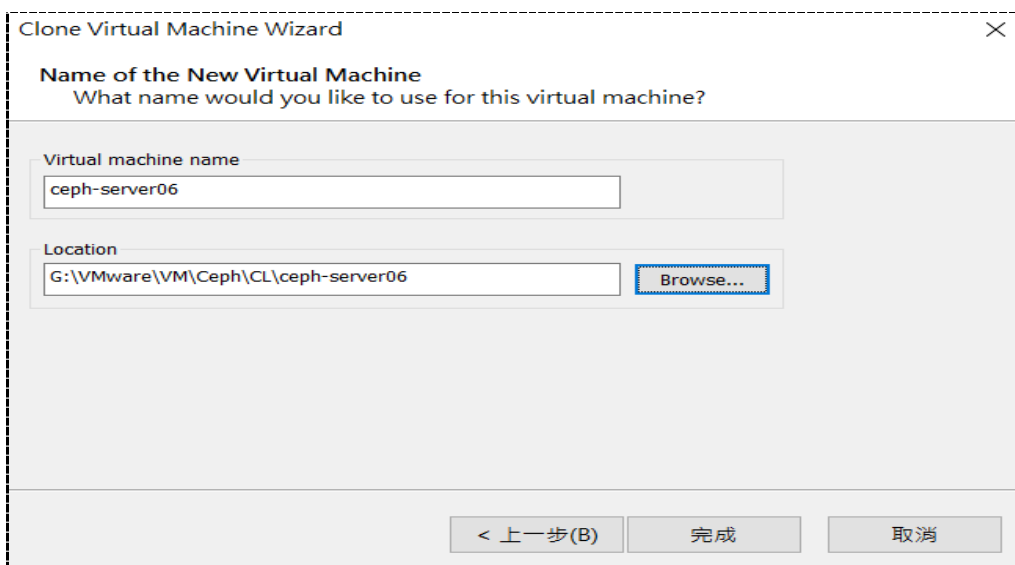 Clone Virtual Machine Wizard
Name of the New Virtual Machine
What name would you like to use for this virtual machine?
Virtual machine name
ceph-server06
Location
G:\VMware\VM\Ceph\CL\ceph-server06
Browse...
< 上一步(B)
完成
取消